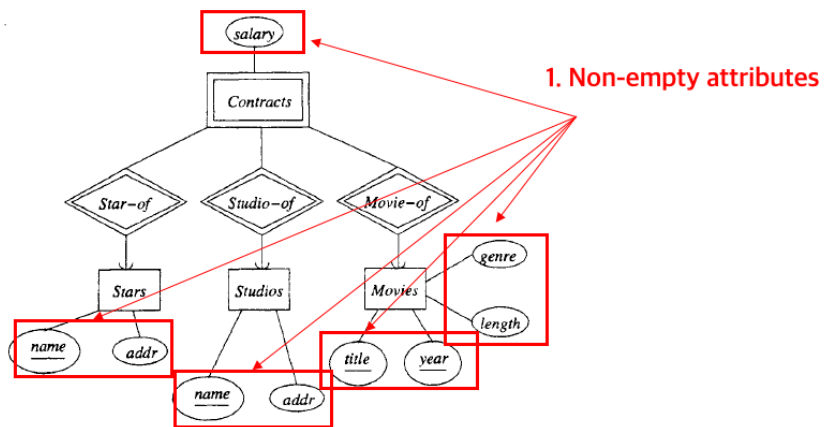 salary
1. Non-empty attributes
Contracts
Star-of
Studio-of
Movie-of
genre
Stars
Studios
Movies
length
name
addr
title
year
name
addr